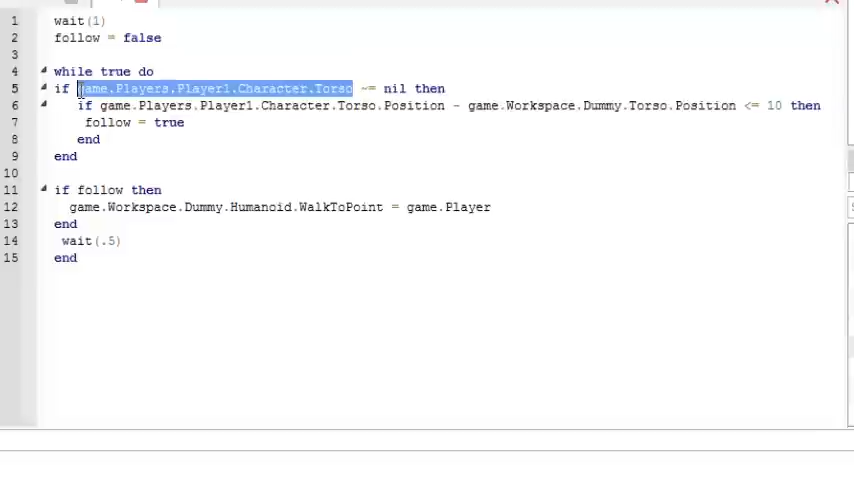 1 wait(1)
2 follow = false
3
4 while true do
5 if game.Players.Player1.Character.Torso ~= nil then
6 if game.Players.Player1.Character.Torso.Position - game.Workspace.Dummy.Torso.Position <= 10 then
7 follow = true
8 end
9 end
10
11 if follow then
12 game.Workspace.Dummy.Humanoid.WalkToPoint = game.Player
13 end
14 wait(.5)
15 end